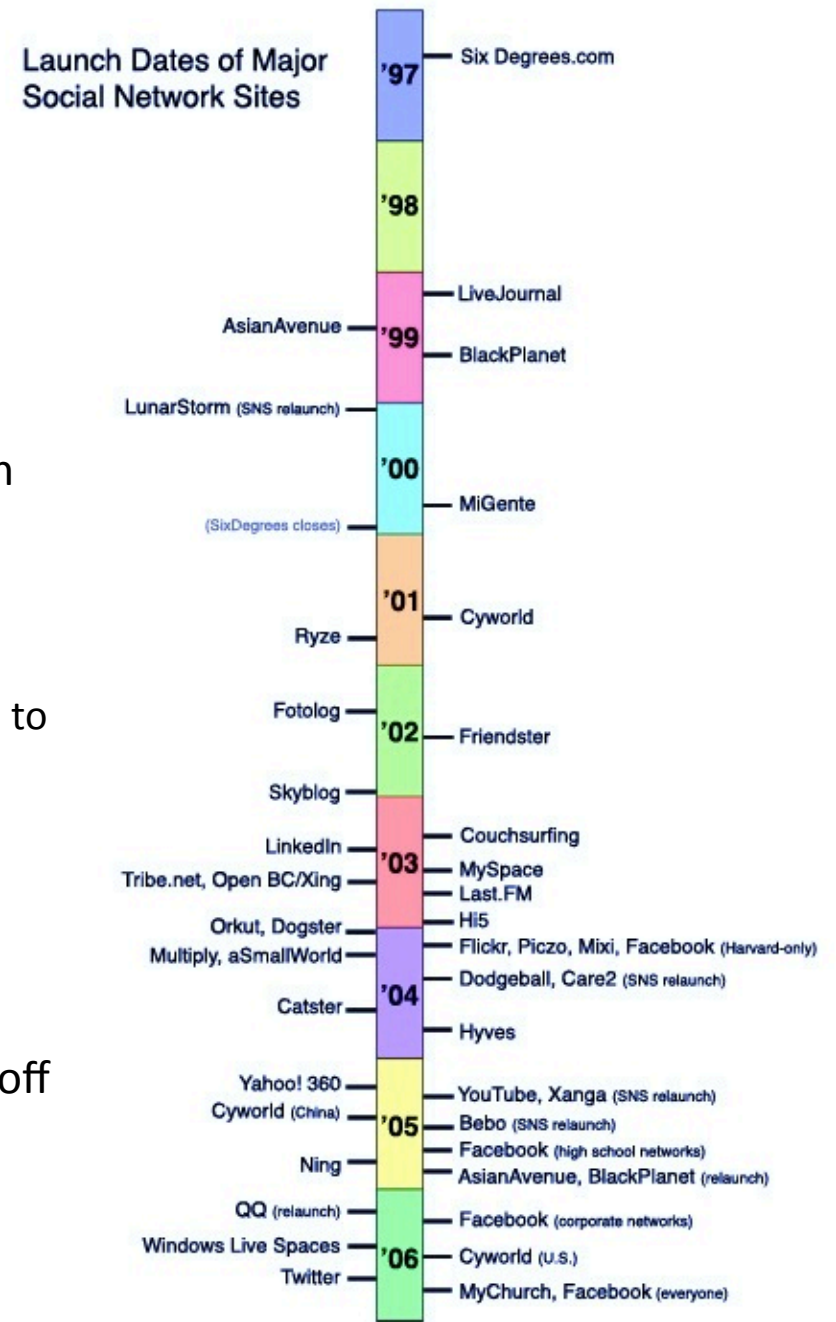 Launch Dates of Major
Social Network Sites
'97
Six Degrees.com
'98
'99
LiveJournal
AsianAvenue
BlackPlanet
'00
LunarStorm (SNS relaunch)
MiGente
(SixDegrees closes)
'01
Cyworld
Ryze
'02
Fotolog
Friendster
Skyblog
'03
Couchsurfing
LinkedIn
MySpace
Tribe.net, Open BC/Xing
Last.FM
Hi5
'04
Orkut, Dogster
Flickr, Piczo, Mixi, Facebook (Harvard-only)
Multiply, aSmallWorld
Dodgeball, Care2 (SNS relaunch)
Catster
Hyves
'05
Yahoo! 360
YouTube, Xanga (SNS relaunch)
Cyworld (China)
Bebo (SNS relaunch)
Facebook (high school networks)
Ning
AsianAvenue, BlackPlanet (relaunch)
'06
QQ (relaunch)
Facebook (corporate networks)
Windows Live Spaces
Cyworld (U.S.)
Twitter
MyChurch, Facebook (everyone)
to
off